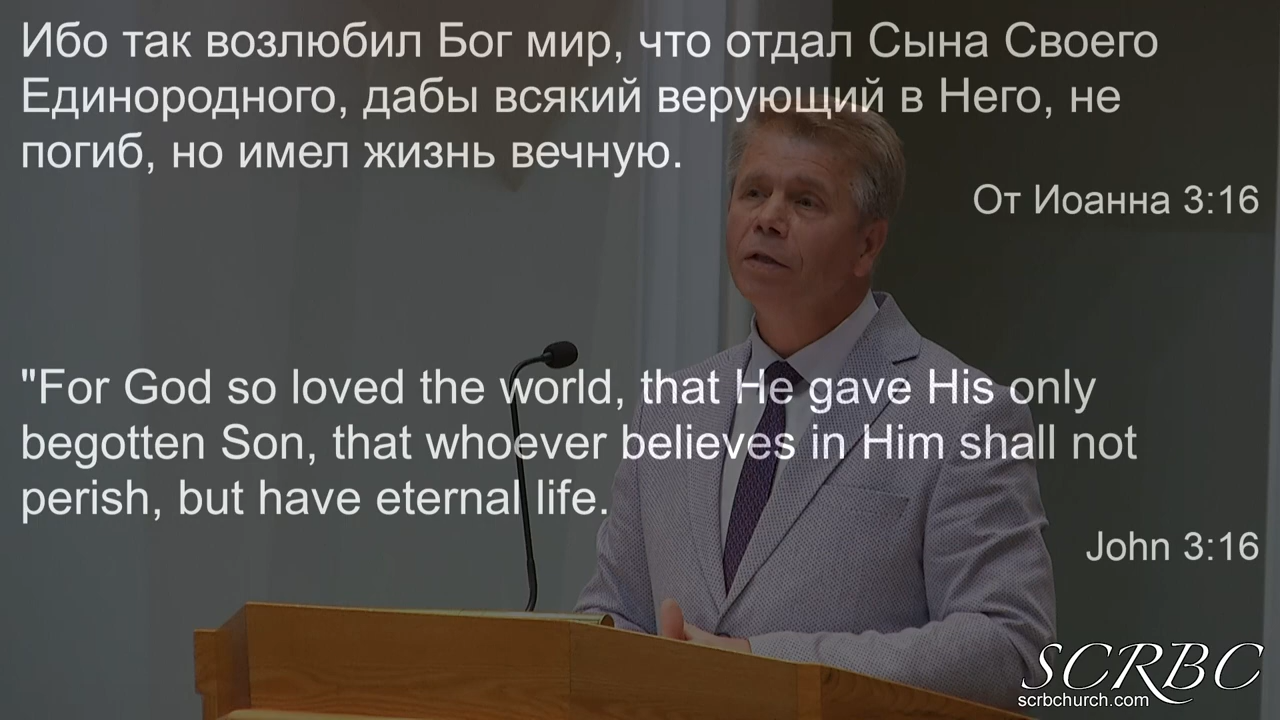 Ибо так возлюбил Бог мир, что отдал Сына Своего
Единородного, дабы всякий верующий в Него, не
погиб, но имел жизнь вечную.
От Иоанна 3:16
"For God so loved the world, that He gave His only
begotten Son, that whoever believes in Him shall not
perish, but have eternal life.
John 3:16
SCRBC
scrbchurch.com